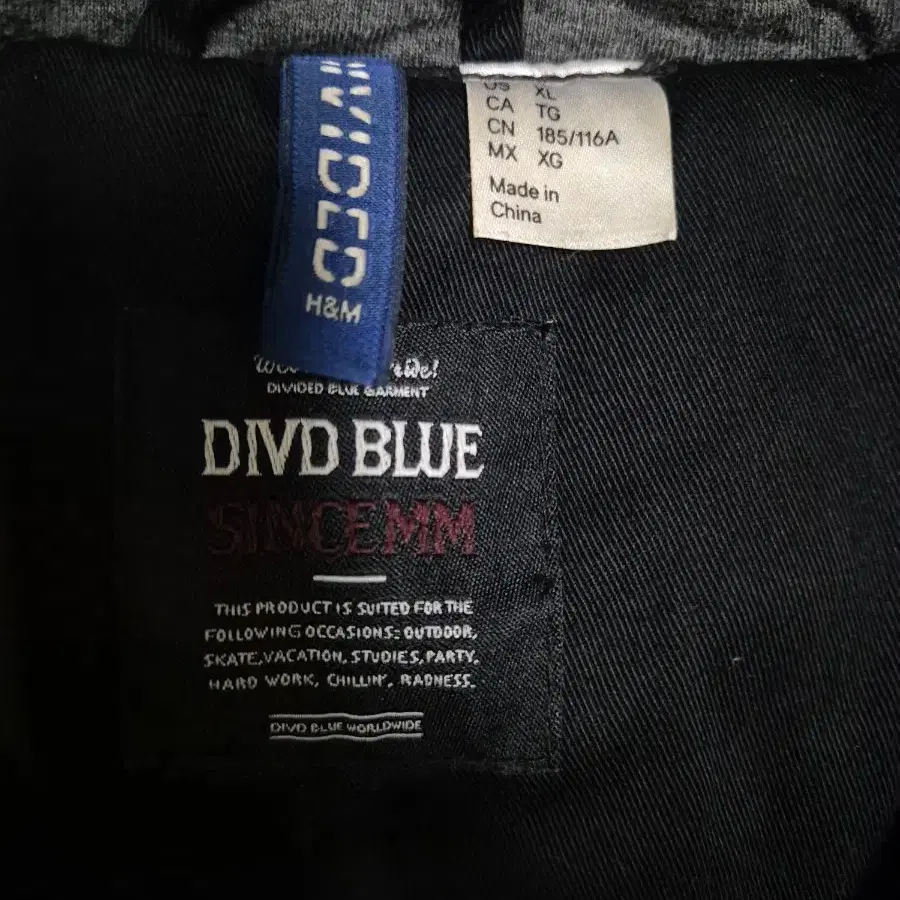 VIDED
H&M
US XL
CA TG
CN 185/116A
MX XG
Made in
China
DIVIDED BLUE GARMENT
DIVD BLUE
SINCE MM
THIS PRODUCT IS SUITED FOR THE
FOLLOWING OCCASIONS: OUTDOOR,
SKATE, VACATION, STUDIES, PARTY,
HARD WORK, CHILLIN', RADNESS.
DIVD BLUE WORLDWIDE